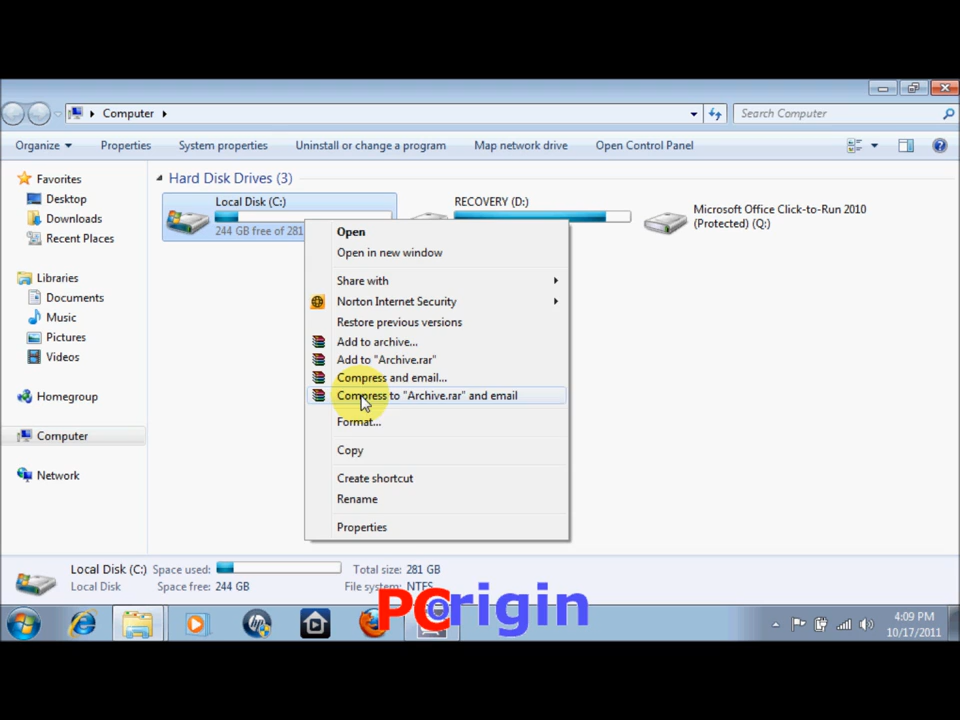 Computer
Search Computer
Organize
Properties
System properties
Uninstall or change a program
Map network drive
Open Control Panel
Favorites
Desktop
Downloads
Recent Places
Libraries
Documents
Music
Pictures
Videos
Homegroup
Computer
Network
Hard Disk Drives (3)
Local Disk (C:)
244 GB free of 281
RECOVERY (D:)
Microsoft Office Click-to-Run 2010
(Protected) (Q:)
Open
Open in new window
Share with
Norton Internet Security
Restore previous versions
Add to archive...
Add to "Archive.rar"
Compress and email...
Compress to "Archive.rar" and email
Format...
Copy
Create shortcut
Rename
Properties
Local Disk (C:) Space used: Total size: 281 GB
Local Disk Space free: 244 GB File system: NTFS
PCorigin
4:09 PM
10/17/2011